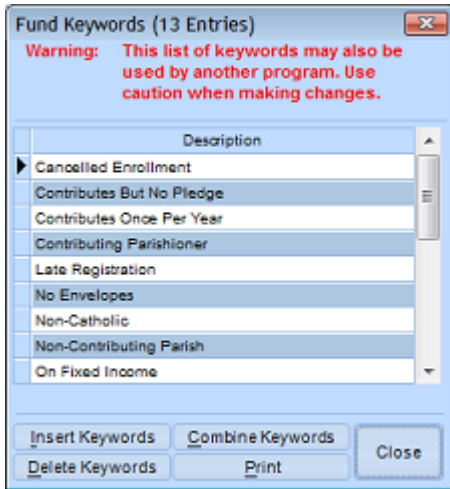 Fund Keywords (13 Entries)
Warning: This list of keywords may also be
used by another program. Use
caution when making changes.
Description
Cancelled Enrollment
Contributes But No Pledge
Contributes Once Per Year
Contributing Parishioner
Late Registration
No Envelopes
Non-Catholic
Non-Contributing Parish
On Fixed Income
Insert Keywords Combine Keywords
Close
Delete Keywords Print